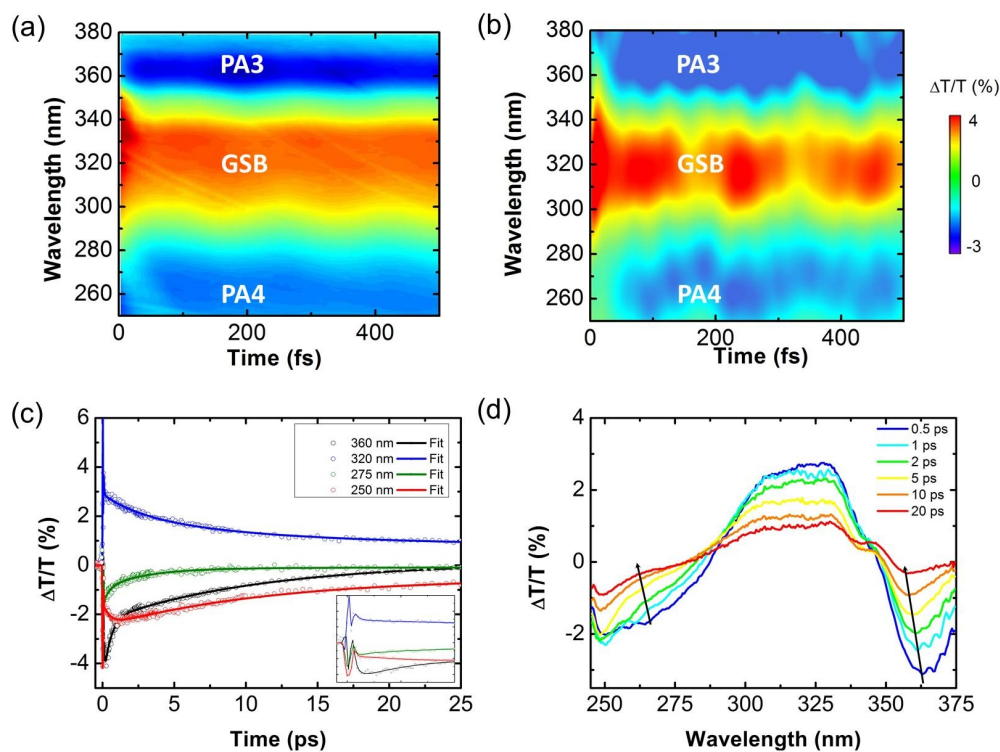 (a)
380
360
340
320
300
280
260
Wavelength (nm)
PA3
GSB
PA4
0
200
400
Time (fs)
(b)
380
360
340
320
300
280
260
Wavelength (nm)
PA3
GSB
PA4
0
200
400
Time (fs)
ΔT/T (%)
4
0
-3
(c)
6
4
2
0
-2
-4
ΔT/T (%)
360 nm Fit
320 nm Fit
275 nm Fit
250 nm Fit
0
5
10
15
20
25
Time (ps)
(d)
4
2
0
-2
-4
ΔT/T (%)
0.5 ps
1 ps
2 ps
5 ps
10 ps
20 ps
250
275
300
325
350
375
Wavelength (nm)